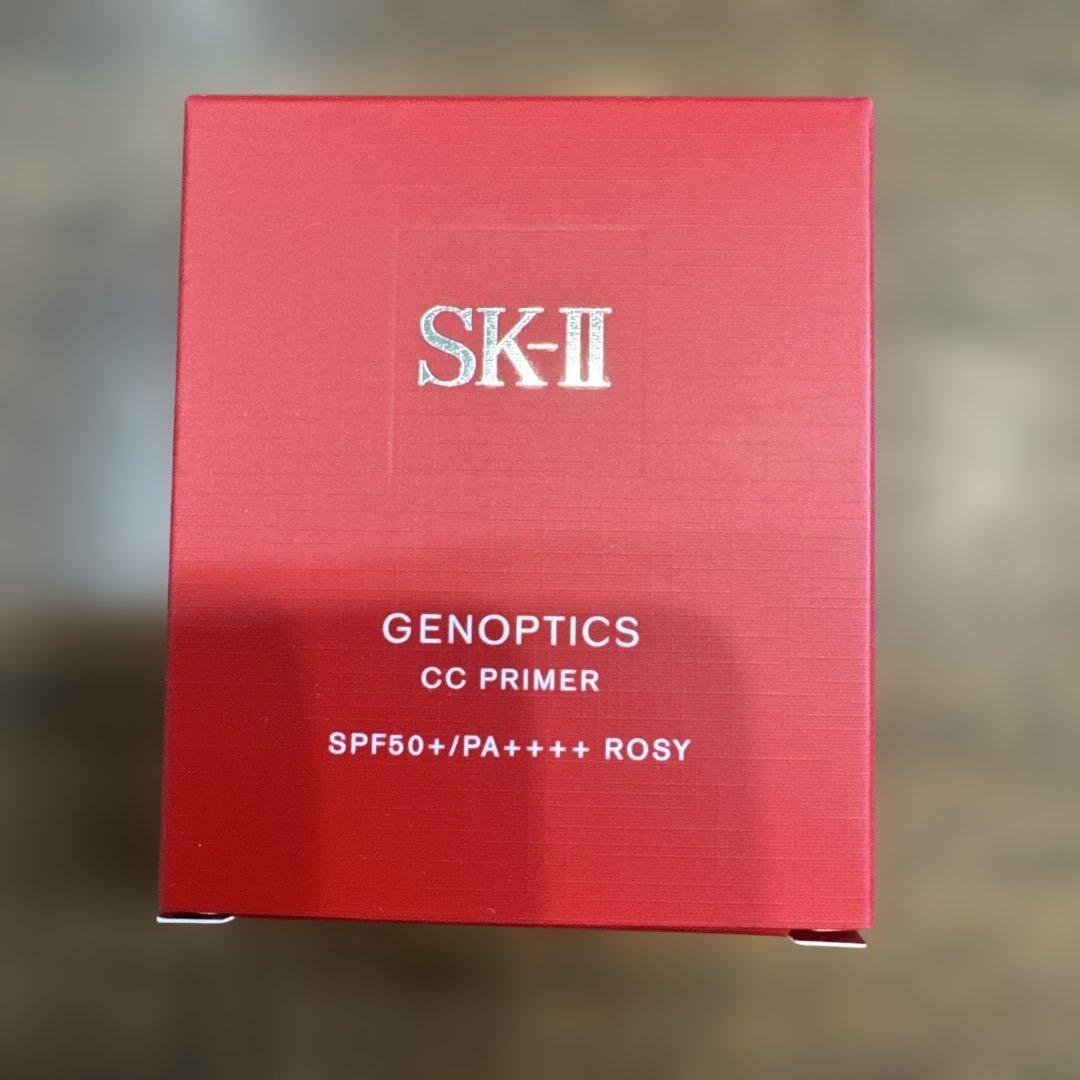 SK-II
GENOPTICS
CC PRIMER
SPF50+/PA++++ ROSY